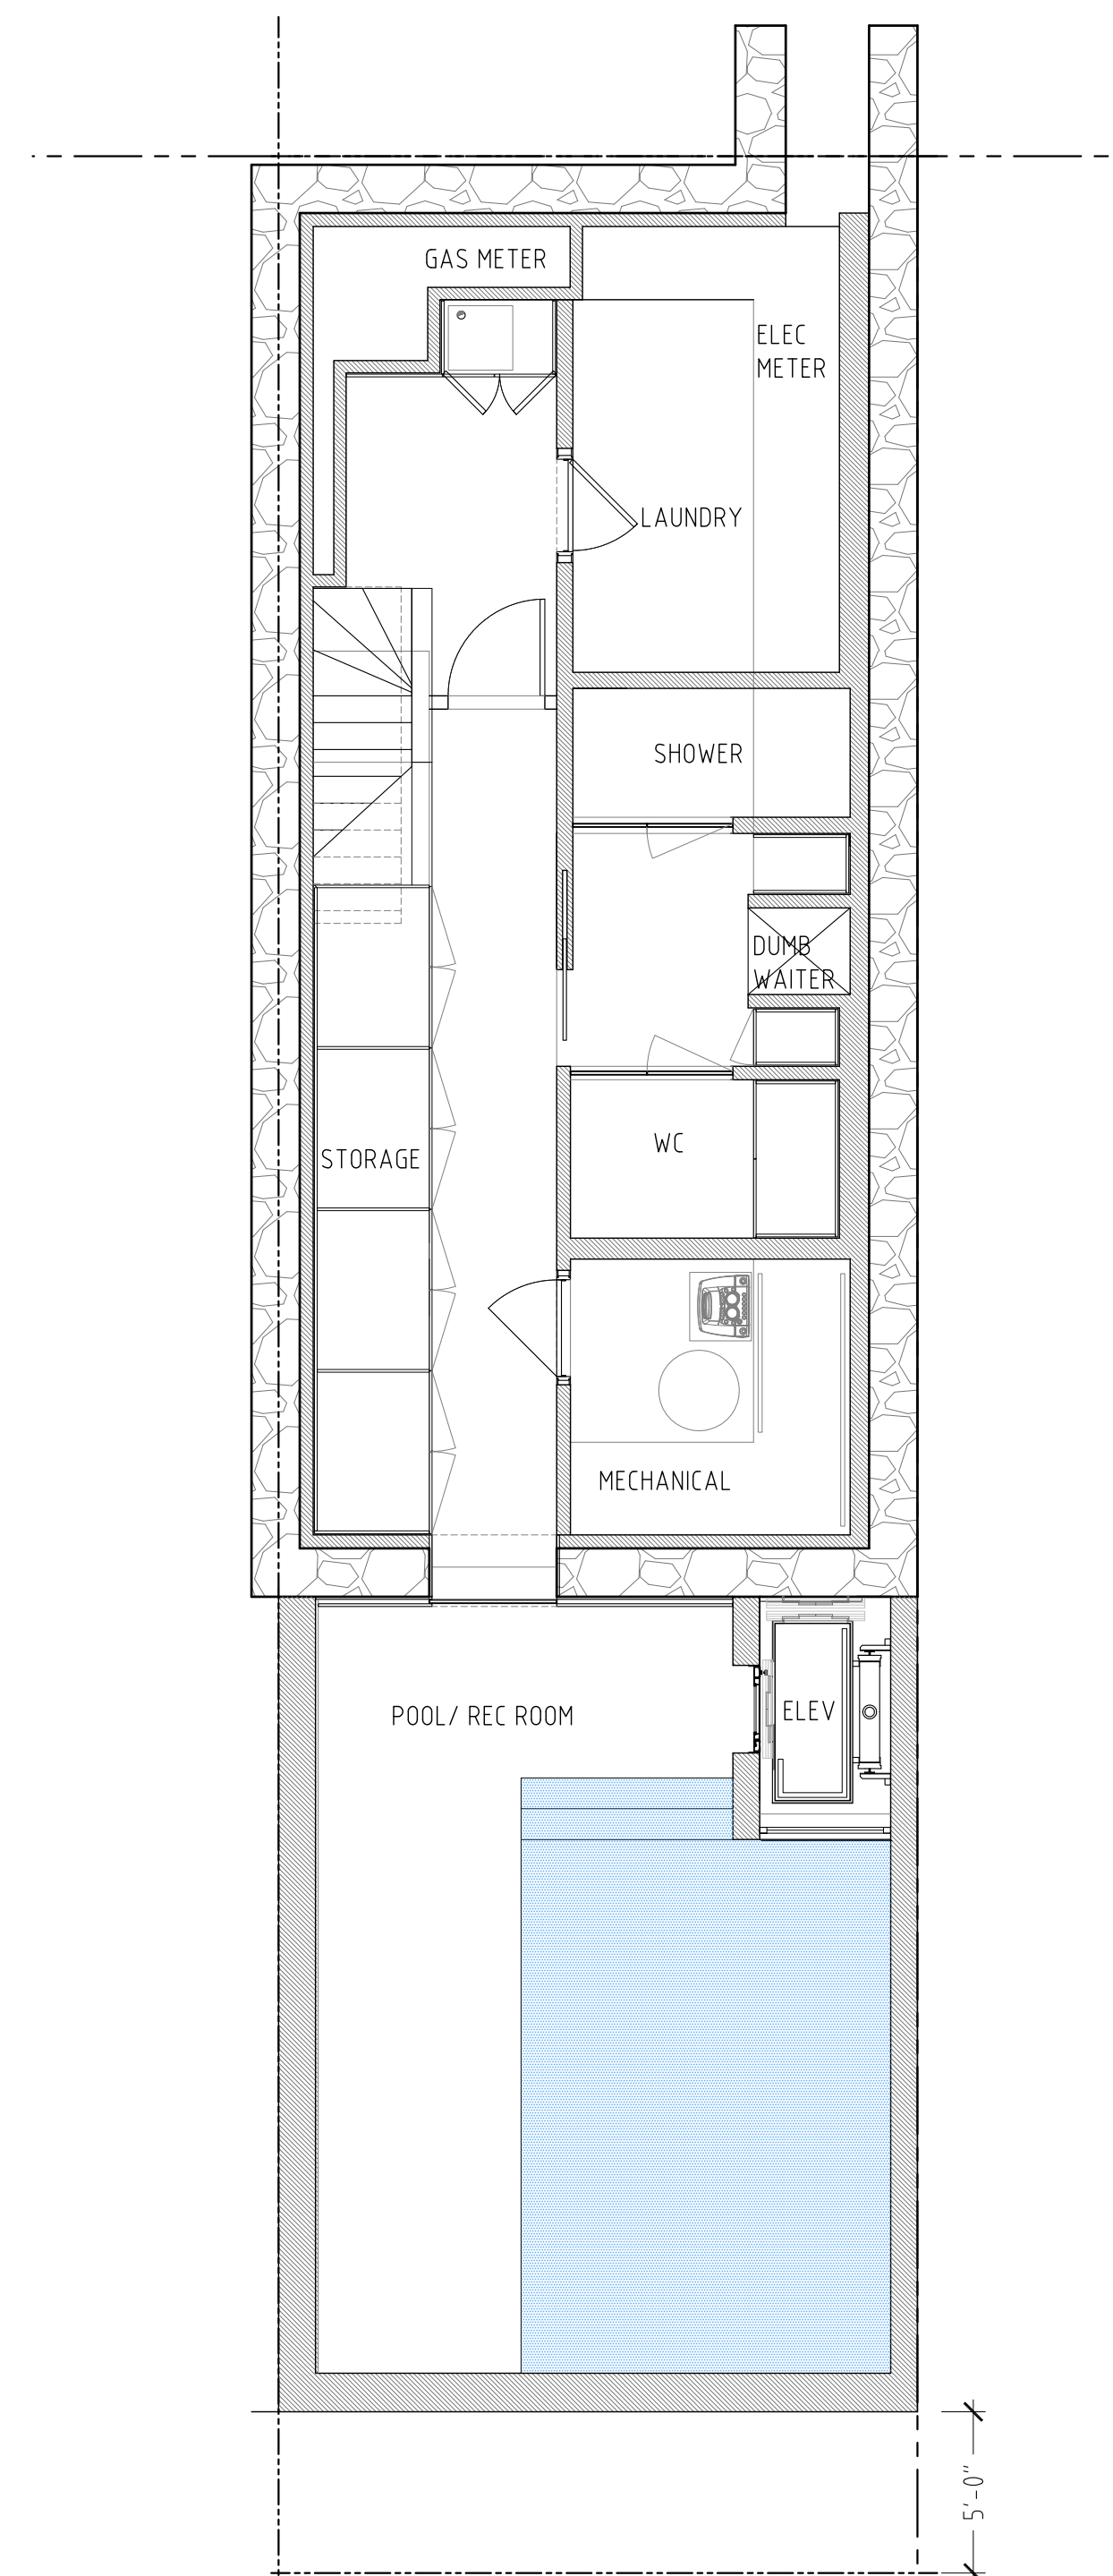 GAS METER
ELEC
METER
LAUNDRY
SHOWER
DUMB
WAITER
WC
STORAGE
MECHANICAL
ELEV
POOL/ REC ROOM
5'-0"